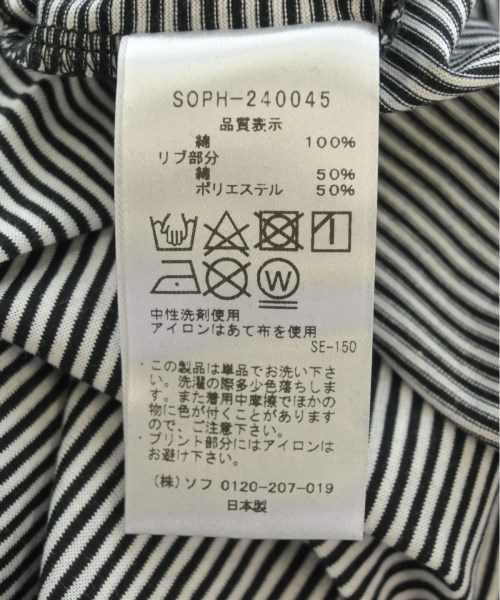 SOPH-240045
品質表示
綿 100%
リブ部分
綿 50%
ポリエステル 50%
W
中性洗剤使用
アイロンはあて布を使用
SE-150
・この製品は単品でお洗い下さ
い。洗濯の際多少色落ちしま
す。また着用中摩擦でほかの
物に色が付くことがあります
ので、ご注意下さい。
・プリント部分にはアイロンは
お避け下さい。
(株)ソフ 0120-207-019
日本製